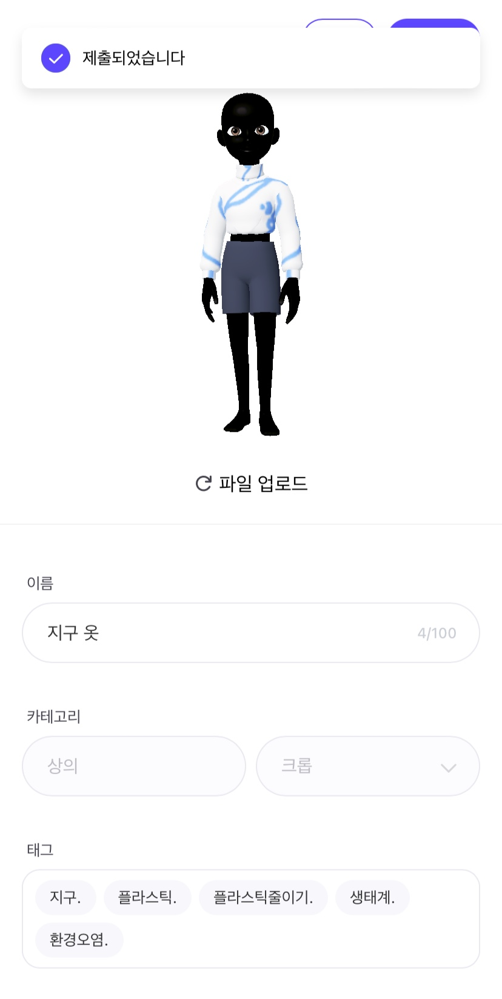 제출되었습니다
파일 업로드
이름
지구 옷 4/100
카테고리
상의 크롭
태그
지구. 플라스틱. 플라스틱줄이기. 생태계.
환경오염.